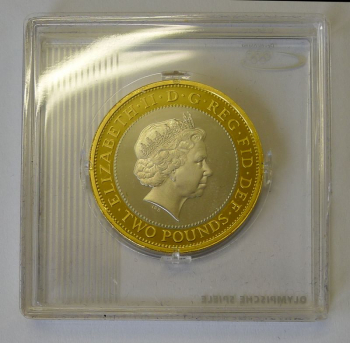 ELIZABETH·II·D·G·REG·FID·DEF·
TWO POUNDS
OLYMPISCHE SPIELE